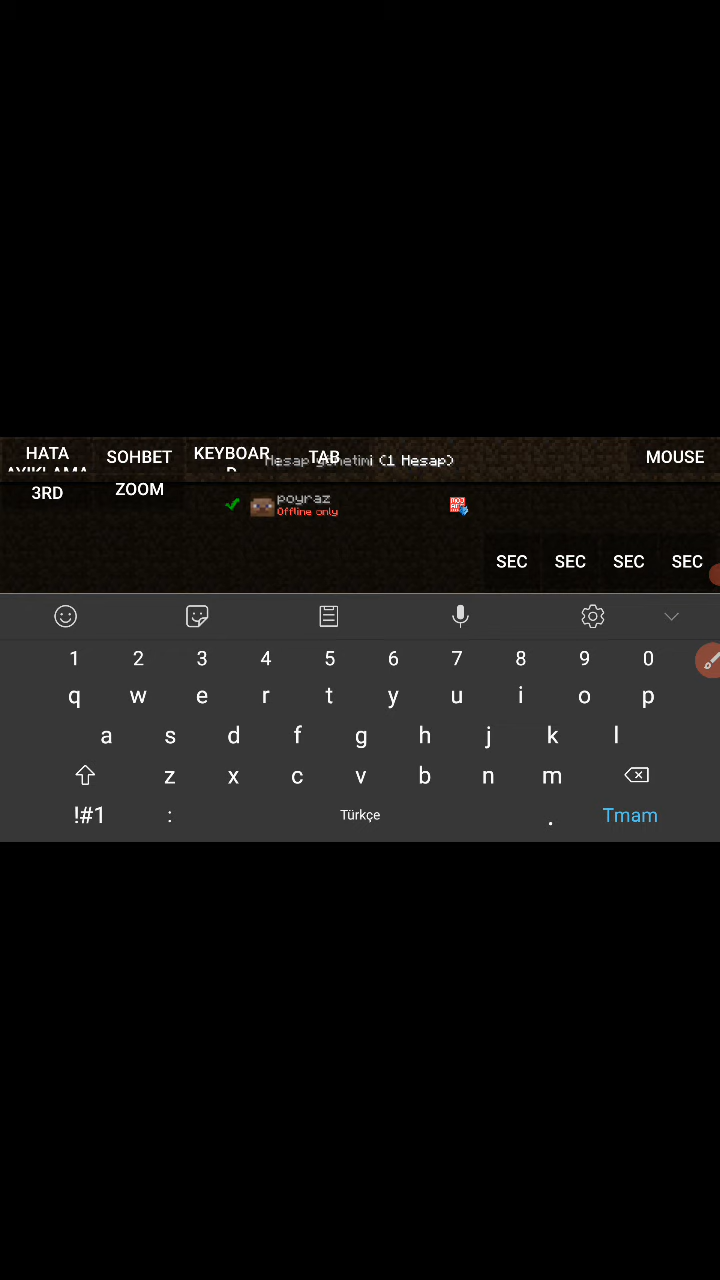 HATA
AYIKLAMA
SOHBET
KEYBOAR
D
TAB
Hesap yönetimi (1 Hesap)
MOUSE
3RD
ZOOM
poyraz
Offline only
SEC
SEC
SEC
SEC
1 2 3 4 5 6 7 8 9 0
q w e r t y u i o p
a s d f g h j k l
z x c v b n m
!#1 : Türkçe . Tmam